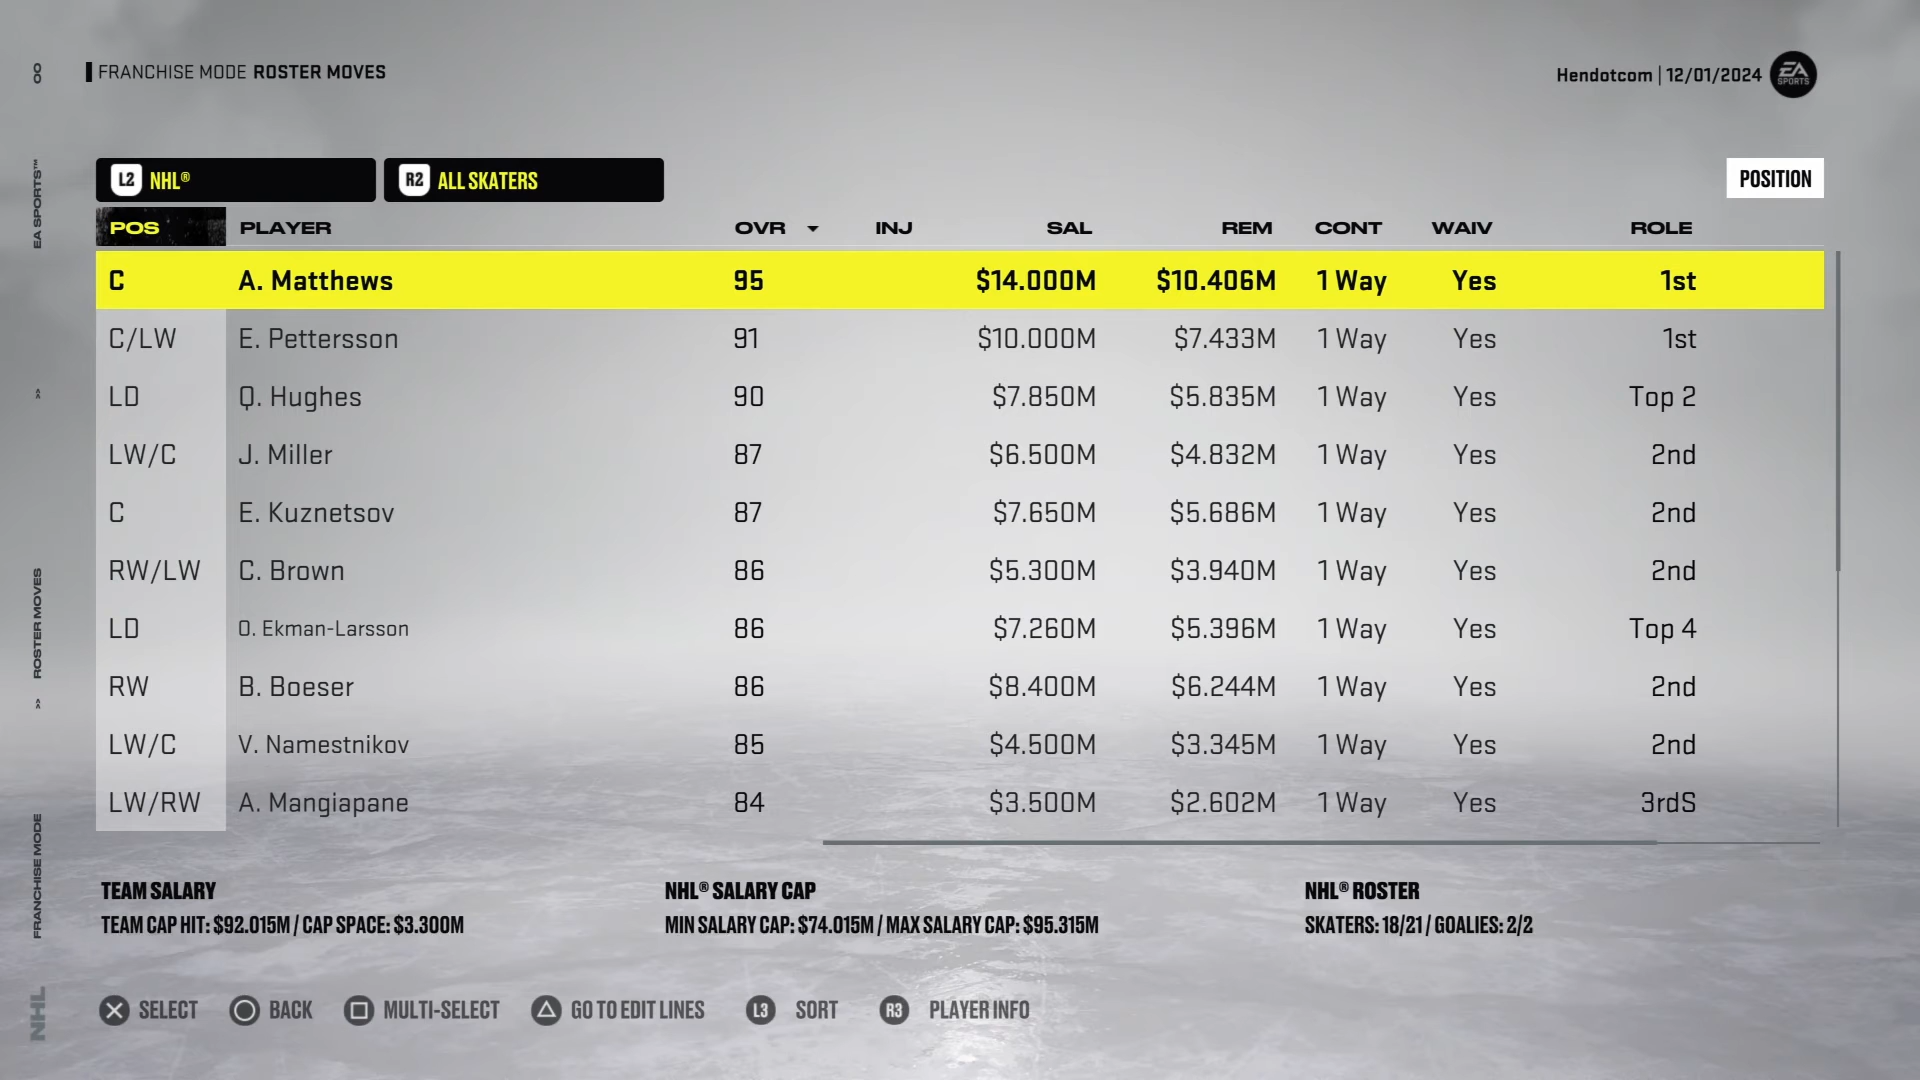 FRANCHISE MODE ROSTER MOVES
Hendotcom | 12/01/2024
EA SPORTS
L2 NHL®
R2 ALL SKATERS
POSITION
POS PLAYER OVR INJ SAL REM CONT WAIV ROLE
C A. Matthews 95 $14.000M $10.406M 1 Way Yes 1st
C/LW E. Pettersson 91 $10.000M $7.433M 1 Way Yes 1st
LD Q. Hughes 90 $7.850M $5.835M 1 Way Yes Top 2
LW/C J. Miller 87 $6.500M $4.832M 1 Way Yes 2nd
C E. Kuznetsov 87 $7.650M $5.686M 1 Way Yes 2nd
RW/LW C. Brown 86 $5.300M $3.940M 1 Way Yes 2nd
LD O. Ekman-Larsson 86 $7.260M $5.396M 1 Way Yes Top 4
RW B. Boeser 86 $8.400M $6.244M 1 Way Yes 2nd
LW/C V. Namestnikov 85 $4.500M $3.345M 1 Way Yes 2nd
LW/RW A. Mangiapane 84 $3.500M $2.602M 1 Way Yes 3rdS
TEAM SALARY
TEAM CAP HIT: $92.015M / CAP SPACE: $3.300M
NHL® SALARY CAP
MIN SALARY CAP: $74.015M / MAX SALARY CAP: $95.315M
NHL® ROSTER
SKATERS: 18/21 / GOALIES: 2/2
SELECT BACK MULTI-SELECT GO TO EDIT LINES L3 SORT R3 PLAYER INFO
NHL FRANCHISE MODE >> ROSTER MOVES >> EA SPORTS™